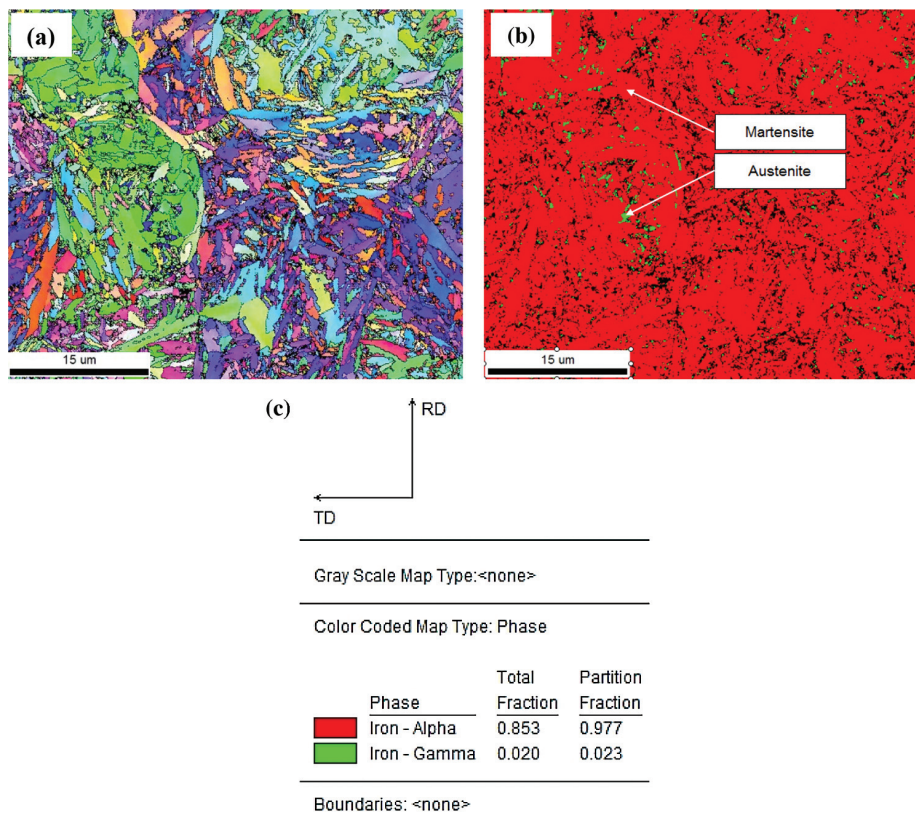 (a)
(b)
Martensite
Austenite
15 um
15 um
(c)
RD
TD
Gray Scale Map Type:<none>
Color Coded Map Type: Phase
Total Partition
Phase Fraction Fraction
Iron - Alpha 0.853 0.977
Iron - Gamma 0.020 0.023
Boundaries: <none>